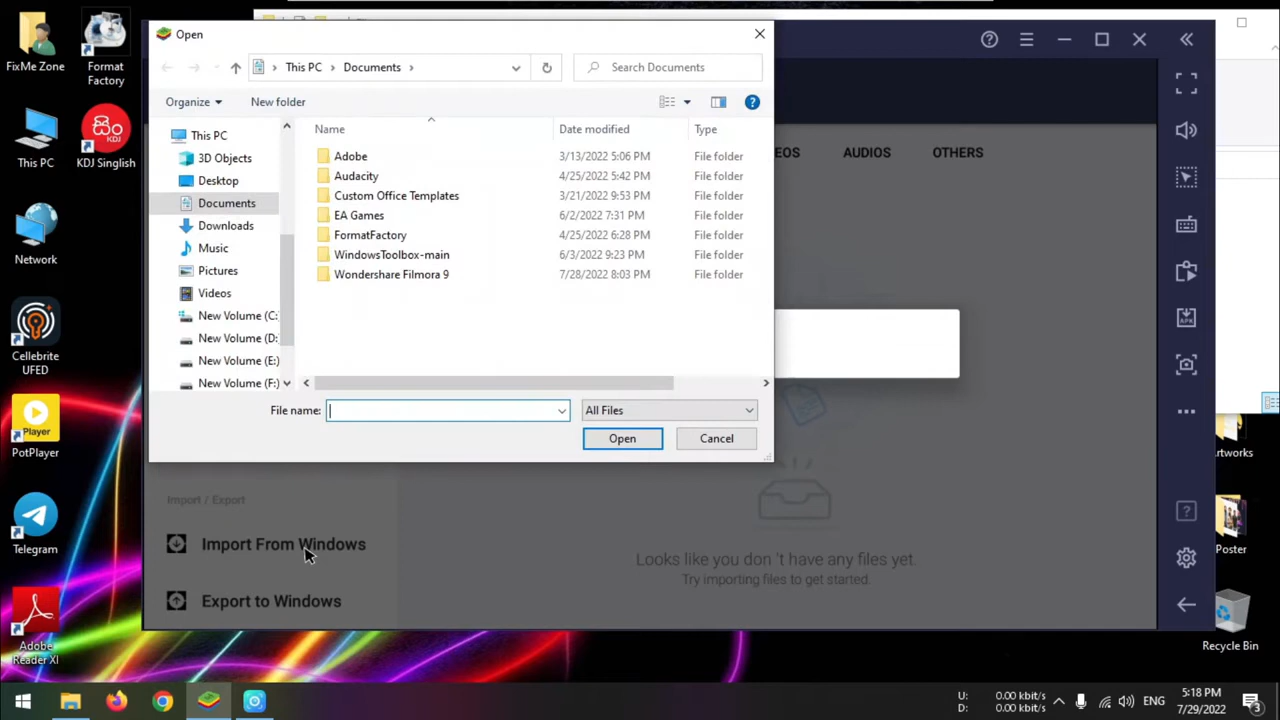 FixMe Zone
Format
Factory
This PC
KDJ Singlish
Network
Cellebrite
UFED
Player
PotPlayer
Telegram
Adobe
Reader XI
Open
This PC
Documents
Search Documents
Organize
New folder
Name
Date modified
Type
This PC
3D Objects
Desktop
Documents
Downloads
Music
Pictures
Videos
New Volume (C:
New Volume (D:
New Volume (E:)
New Volume (F:)
Adobe 3/13/2022 5:06 PM File folder
Audacity 4/25/2022 5:42 PM File folder
Custom Office Templates 3/21/2022 9:53 PM File folder
EA Games 6/2/2022 7:31 PM File folder
FormatFactory 4/25/2022 6:28 PM File folder
WindowsToolbox-main 6/3/2022 9:23 PM File folder
Wondershare Filmora 9 7/28/2022 8:03 PM File folder
File name:
All Files
Open
Cancel
EOS AUDIOS OTHERS
Import / Export
Import From Windows
Export to Windows
Looks like you don 't have any files yet.
Try importing files to get started.
APK
Artworks
Poster
Recycle Bin
U: 0.00 kbit/s
D: 0.00 kbit/s
ENG
5:18 PM
7/29/2022
3